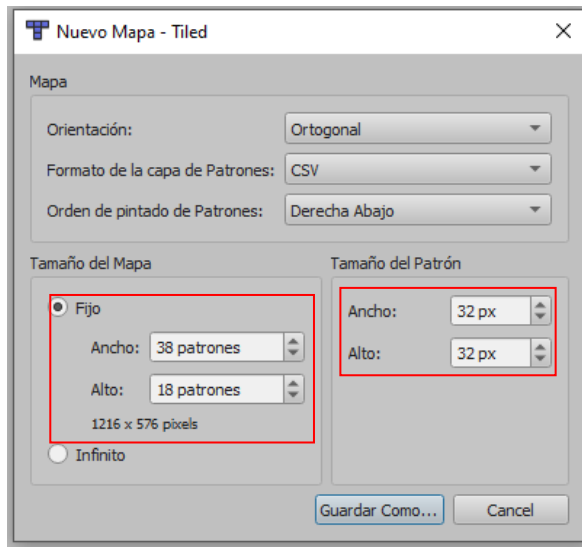 Nuevo Mapa - Tiled
Mapa
Orientación: Ortogonal
Formato de la capa de Patrones: CSV
Orden de pintado de Patrones: Derecha Abajo
Tamaño del Mapa
Fijo
Ancho: 38 patrones
Alto: 18 patrones
1216 x 576 pixels
Infinito
Tamaño del Patrón
Ancho: 32 px
Alto: 32 px
Guardar Como... Cancel